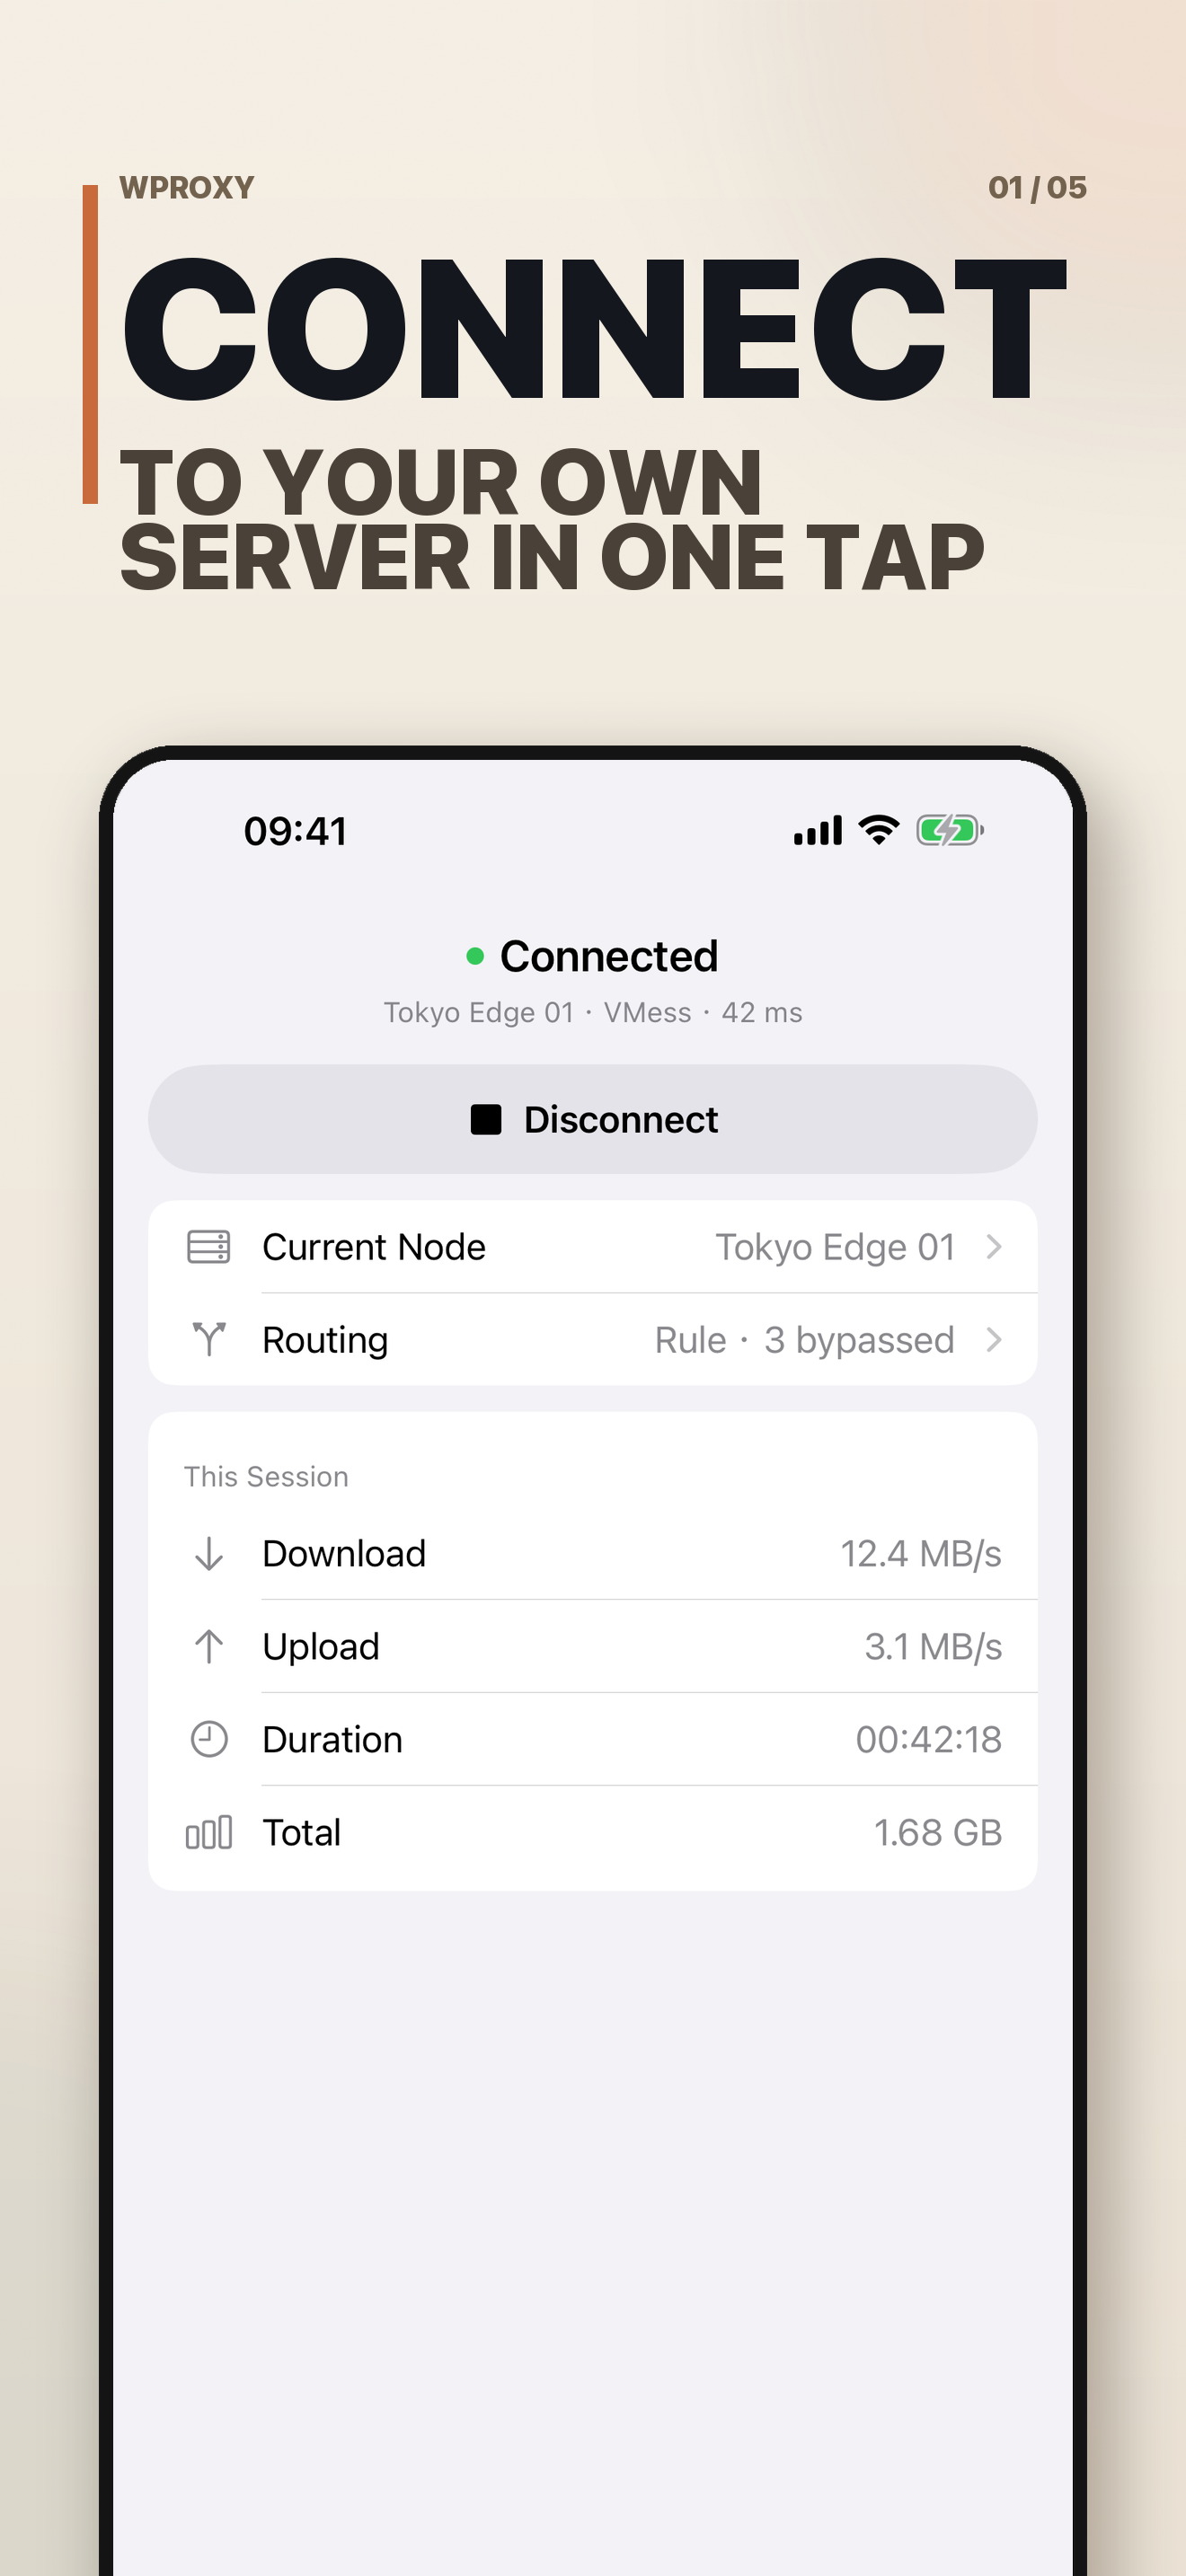 WPROXY
01 / 05
CONNECT
TO YOUR OWN
SERVER IN ONE TAP
09:41
Connected
Tokyo Edge 01 · VMess · 42 ms
Disconnect
Current Node
Tokyo Edge 01
Routing
Rule · 3 bypassed
This Session
Download
12.4 MB/s
Upload
3.1 MB/s
Duration
00:42:18
Total
1.68 GB